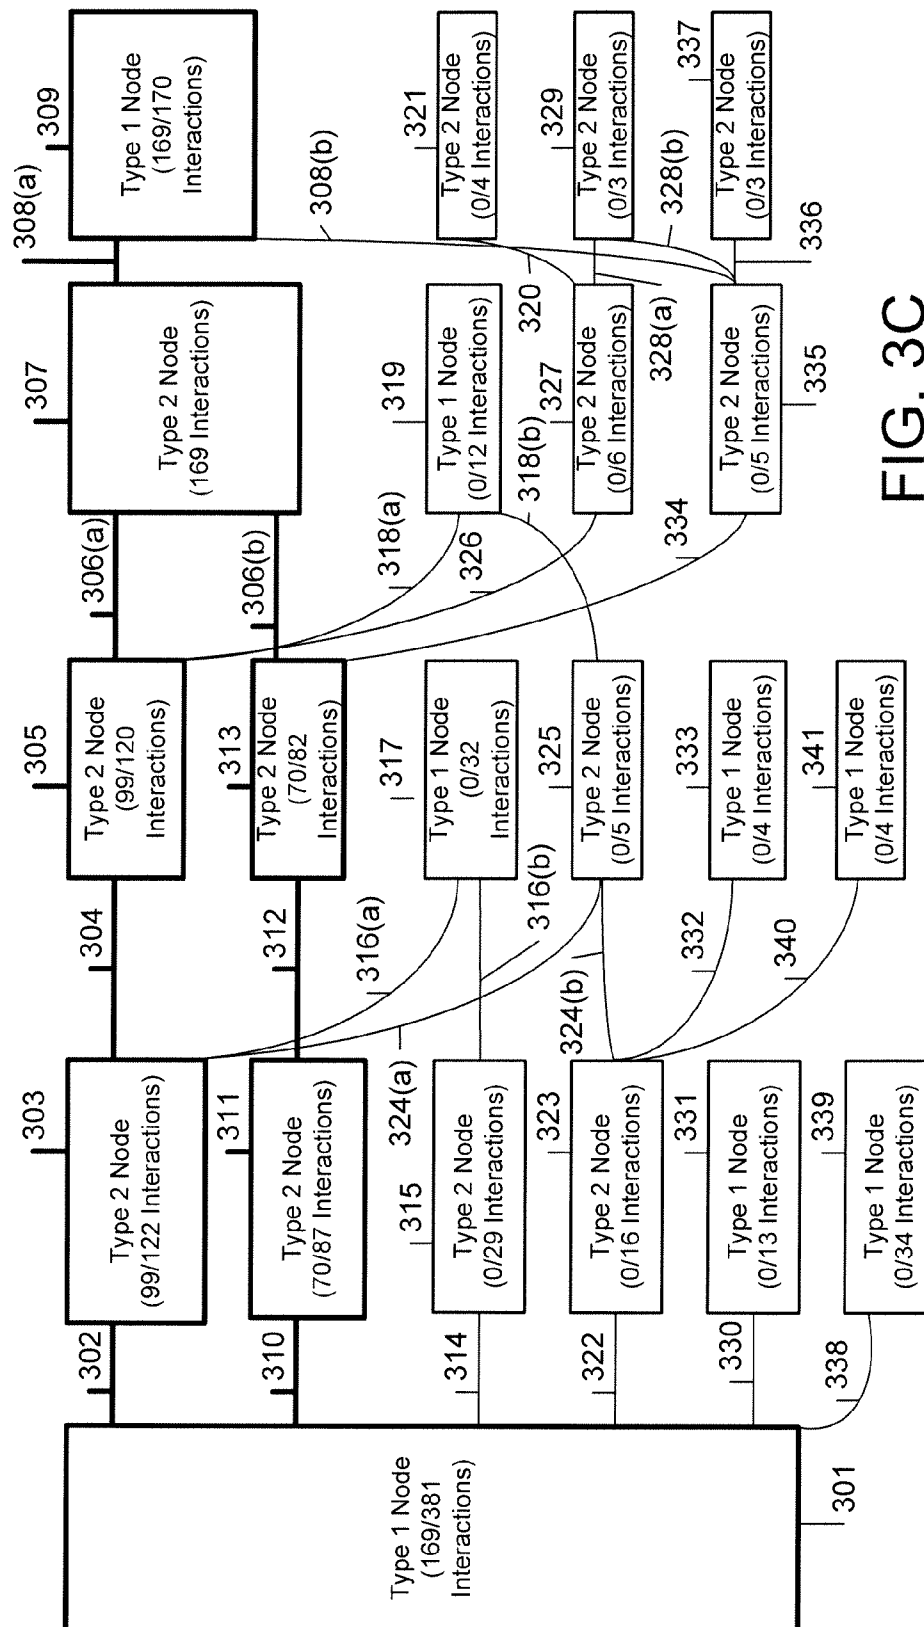 302
303
304
305
306(a)
307
308(a)
309
Type 2 Node
(99/122 Interactions)
Type 2 Node
(99/120
Interactions)
Type 2 Node
(169 Interactions)
Type 1 Node
(169/170
Interactions)
310
311
312
313
306(b)
Type 2 Node
(70/87 Interactions)
Type 2 Node
(70/82
Interactions)
308(b)
Type 1 Node
(169/381
Interactions)
314
315
324(a)
316(a)
317
318(a)
319
321
Type 2 Node
(0/29 Interactions)
Type 1 Node
(0/32
Interactions)
326
Type 1 Node
(0/12 Interactions)
320
Type 2 Node
(0/4 Interactions)
322
323
324(b)
316(b)
325
318(b)
327
329
Type 2 Node
(0/16 Interactions)
Type 2 Node
(0/5 Interactions)
Type 2 Node
(0/6 Interactions)
Type 2 Node
(0/3 Interactions)
330
331
332
333
334
328(a)
328(b)
337
Type 1 Node
(0/13 Interactions)
Type 1 Node
(0/4 Interactions)
Type 2 Node
(0/5 Interactions)
Type 2 Node
(0/3 Interactions)
301
338
339
340
341
335
336
Type 1 Node
(0/34 Interactions)
Type 1 Node
(0/4 Interactions)
FIG. 3C